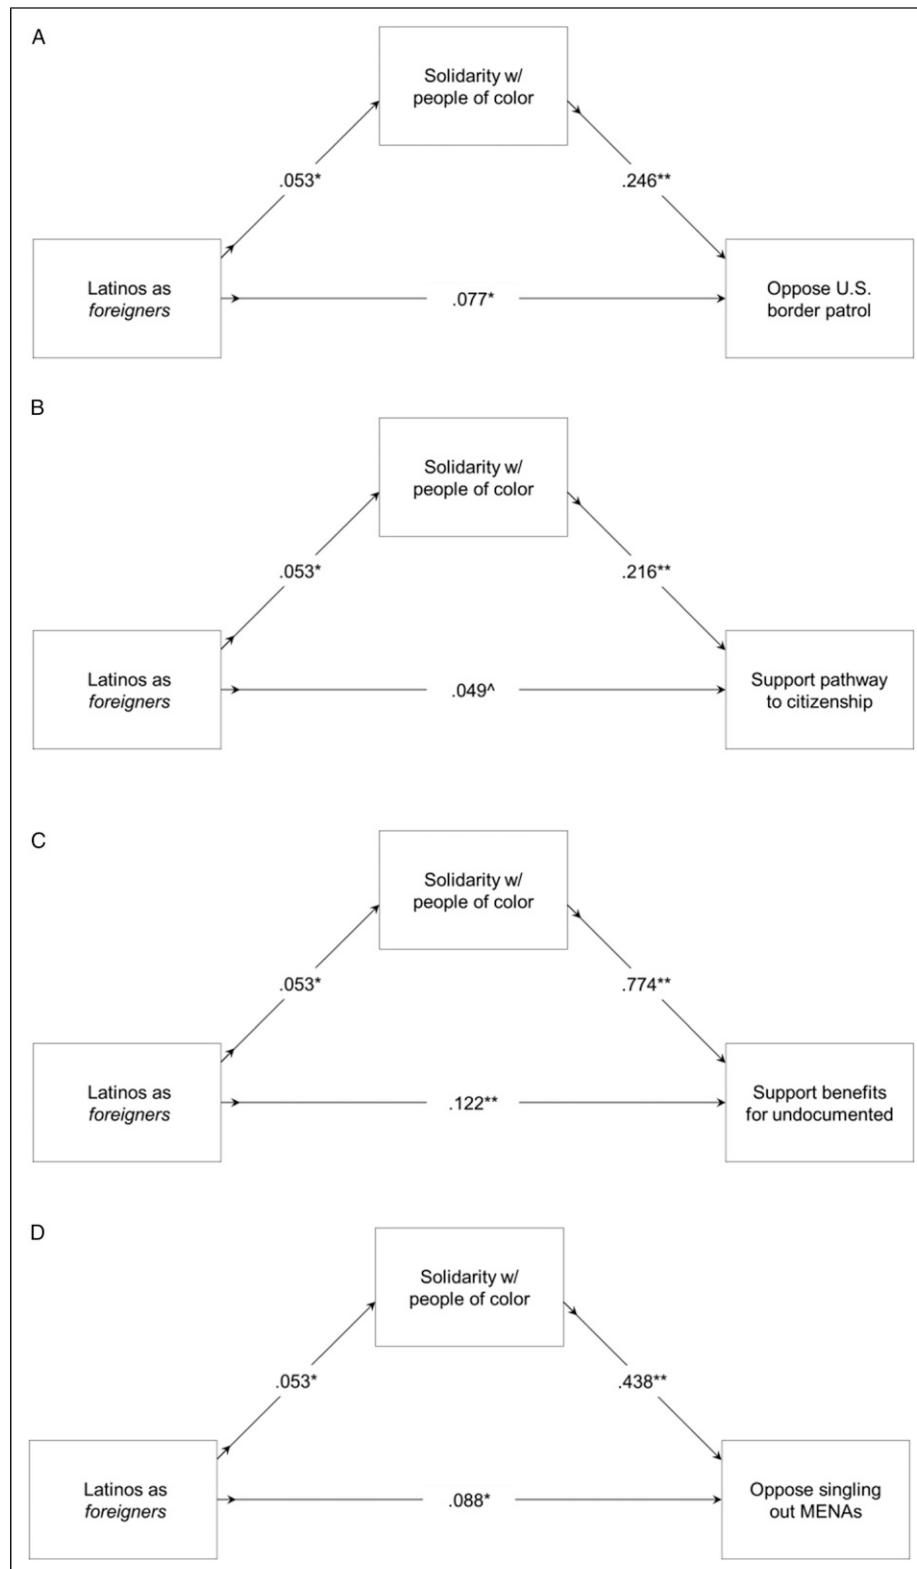 A
Solidarity w/
people of color
.053*
.246**
Latinos as
foreigners
.077*
Oppose U.S.
border patrol
B
Solidarity w/
people of color
.053*
.216**
Latinos as
foreigners
.049^
Support pathway
to citizenship
C
Solidarity w/
people of color
.053*
.774**
Latinos as
foreigners
.122**
Support benefits
for undocumented
D
Solidarity w/
people of color
.053*
.438**
Latinos as
foreigners
.088*
Oppose singling
out MENAs